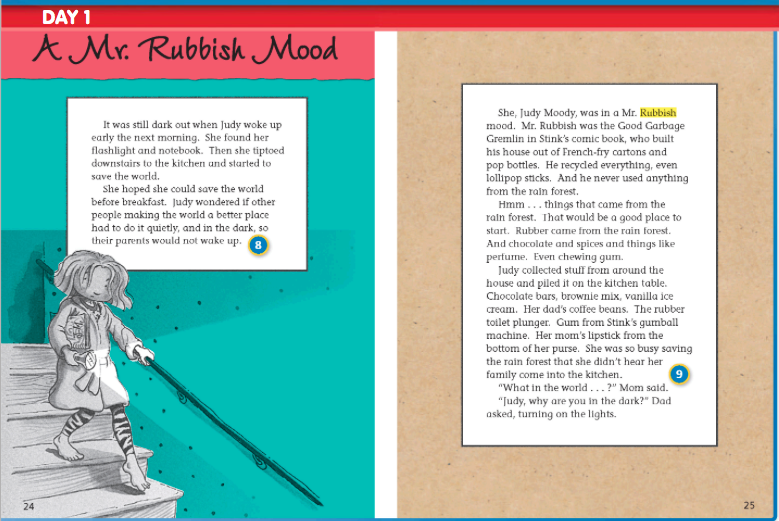 DAY 1
A Mr. Rubbish Mood
It was still dark out when Judy woke up
early the next morning. She found her
flashlight and notebook. Then she tiptoed
downstairs to the kitchen and started to
save the world.
She hoped she could save the world
before breakfast. Judy wondered if other
people making the world a better place
had to do it quietly, and in the dark, so
their parents would not wake up.
8
24
She, Judy Moody, was in a Mr. Rubbish
mood. Mr. Rubbish was the Good Garbage
Gremlin in Stink's comic book, who built
his house out of French-fry cartons and
pop bottles. He recycled everything, even
lollipop sticks. And he never used anything
from the rain forest.
Hmm . . . things that came from the
rain forest. That would be a good place to
start. Rubber came from the rain forest.
And chocolate and spices and things like
perfume. Even chewing gum.
Judy collected stuff from around the
house and piled it on the kitchen table.
Chocolate bars, brownie mix, vanilla ice
cream. Her dad's coffee beans. The rubber
toilet plunger. Gum from Stink's gumball
machine. Her mom's lipstick from the
bottom of her purse. She was so busy saving
the rain forest that she didn't hear her
family come into the kitchen.
9
"What in the world . . . ?" Mom said.
"Judy, why are you in the dark?" Dad
asked, turning on the lights.
25